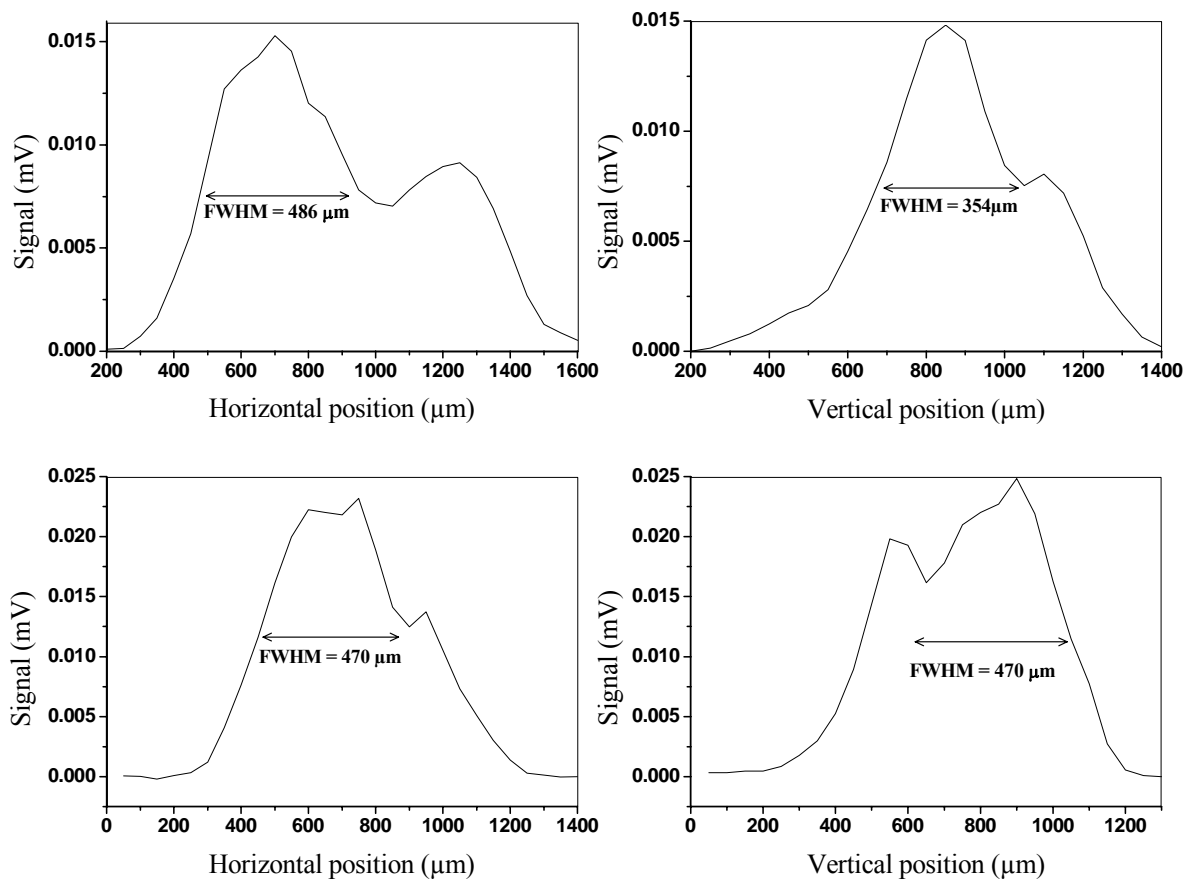 0.015
0.010
0.005
0.000
Signal (mV)
FWHM = 486 µm
200 400 600 800 1000 1200 1400 1600
Horizontal position (µm)
0.015
0.010
0.005
0.000
Signal (mV)
FWHM = 354µm
200 400 600 800 1000 1200 1400
Vertical position (µm)
0.025
0.020
0.015
0.010
0.005
0.000
Signal (mV)
FWHM = 470 µm
0 200 400 600 800 1000 1200 1400
Horizontal position (µm)
0.025
0.020
0.015
0.010
0.005
0.000
Signal (mV)
FWHM = 470 µm
0 200 400 600 800 1000 1200
Vertical position (µm)